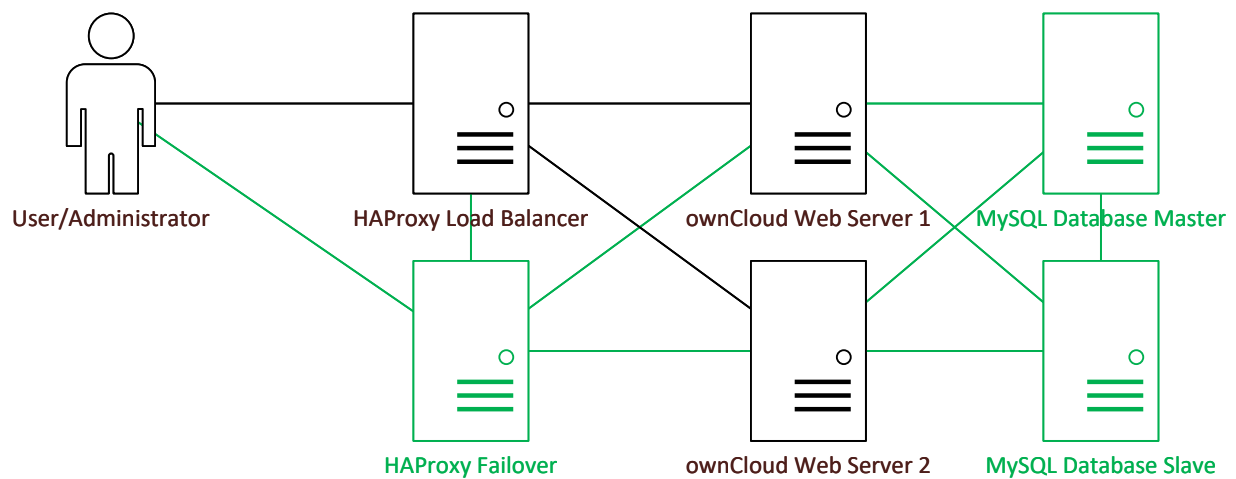 User/Administrator
HAProxy Load Balancer
ownCloud Web Server 1
MySQL Database Master
HAProxy Failover
ownCloud Web Server 2
MySQL Database Slave